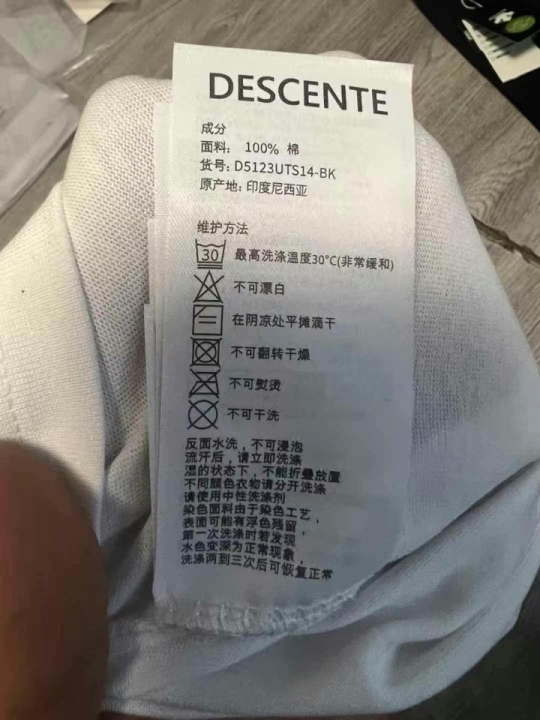 DESCENTE
成分
面料: 100% 棉
货号: D5123UTS14-BK
原产地: 印度尼西亚
维护方法
30 最高洗涤温度30°C(非常缓和)
不可漂白
在阴凉处平摊滴干
不可翻转干燥
不可熨烫
不可干洗
反面水洗，不可浸泡
流汗后，请立即洗涤
湿的状态下，不能折叠放置
不同颜色衣物请分开洗涤
请使用中性洗涤剂
染色面料由于染色工艺，
表面可能有浮色残留，
第一次洗涤时若发现
水色变深为正常现象，
洗涤两到三次后可恢复正常